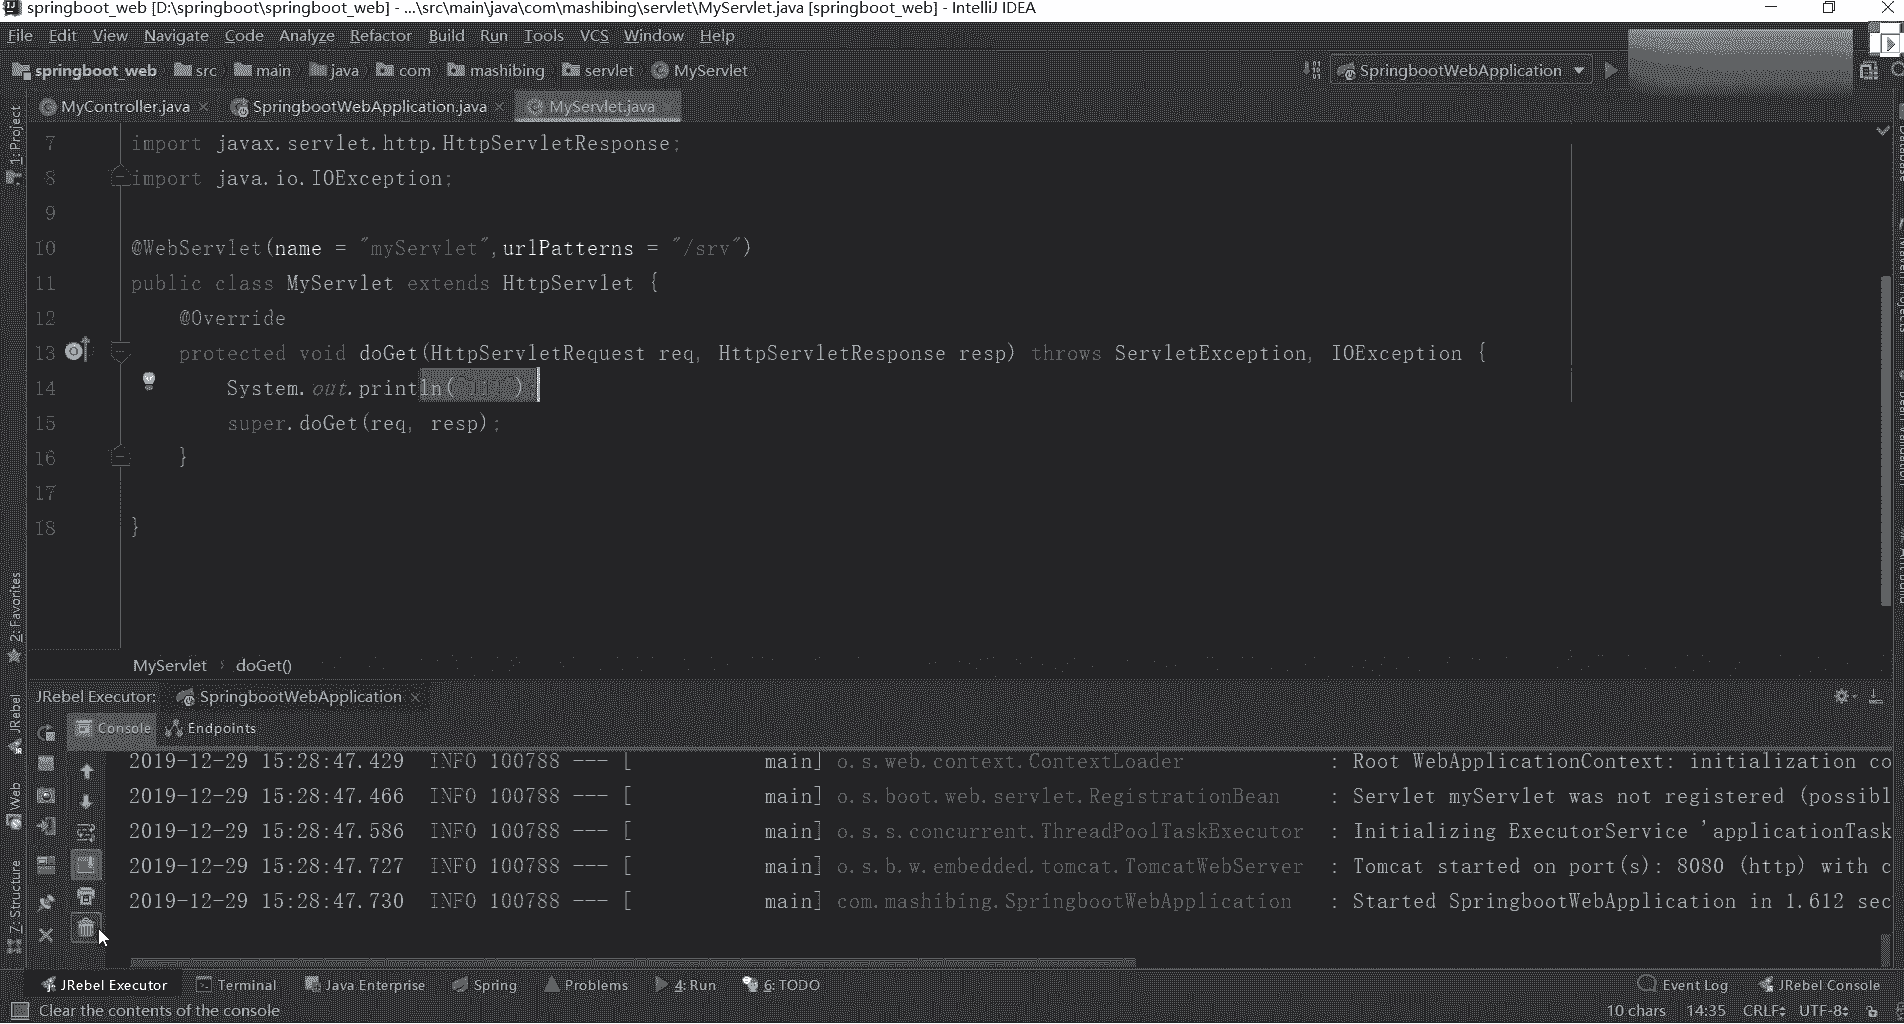 springboot_web [D:\springboot\springboot_web] - ...\src\main\java\com\mashibing\servlet\MyServlet.java [springboot_web] - IntelliJ IDEA
File Edit View Navigate Code Analyze Refactor Build Run Tools VCS Window Help
springboot_web src main java com mashibing servlet MyServlet SpringbootWebApplication
MyController.java SpringbootWebApplication.java MyServlet.java
1: Project
7 import javax.servlet.http.HttpServletResponse;
8 import java.io.IOException;
9
10 @WebServlet(name = "myServlet",urlPatterns = "/srv")
11 public class MyServlet extends HttpServlet {
12 @Override
13 protected void doGet(HttpServletRequest req, HttpServletResponse resp) throws ServletException, IOException {
14 System.out.println( )
15 super.doGet(req, resp);
16 }
17
18 }
2: Favorites
MyServlet › doGet()
JRebel Executor: SpringbootWebApplication
JRebel
Console Endpoints
2019-12-29 15:28:47.429 INFO 100788 --- [ main] o.s.web.context.ContextLoader : Root WebApplicationContext: initialization co
2019-12-29 15:28:47.466 INFO 100788 --- [ main] o.s.boot.web.servlet.RegistrationBean : Servlet myServlet was not registered (possibl
2019-12-29 15:28:47.586 INFO 100788 --- [ main] o.s.s.concurrent.ThreadPoolTaskExecutor : Initializing ExecutorService 'applicationTask
2019-12-29 15:28:47.727 INFO 100788 --- [ main] o.s.b.w.embedded.tomcat.TomcatWebServer : Tomcat started on port(s): 8080 (http) with c
2019-12-29 15:28:47.730 INFO 100788 --- [ main] com.mashibing.SpringbootWebApplication : Started SpringbootWebApplication in 1.612 sec
Web
Z: Structure
JRebel Executor Terminal Java Enterprise Spring Problems 4: Run 6: TODO Event Log JRebel Console
Clear the contents of the console 10 chars 14:35 CRLF UTF-8